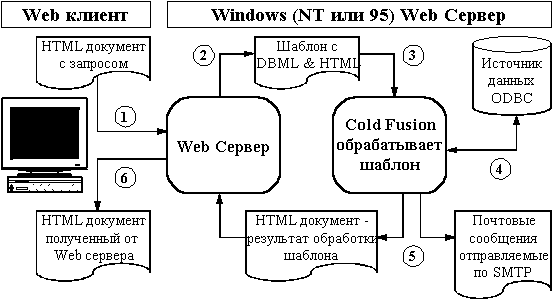 Web клиент
Windows (NT или 95) Web Сервер
HTML документ
с запросом
2
Шаблон с
DBML & HTML
3
Источник
данных
ODBC
1
Web Сервер
Cold Fusion
обрабатывает
шаблон
4
6
HTML документ
полученный от
Web сервера
HTML документ -
результат обработки
шаблона
5
Почтовые
сообщения
отправляемые
по SMTP